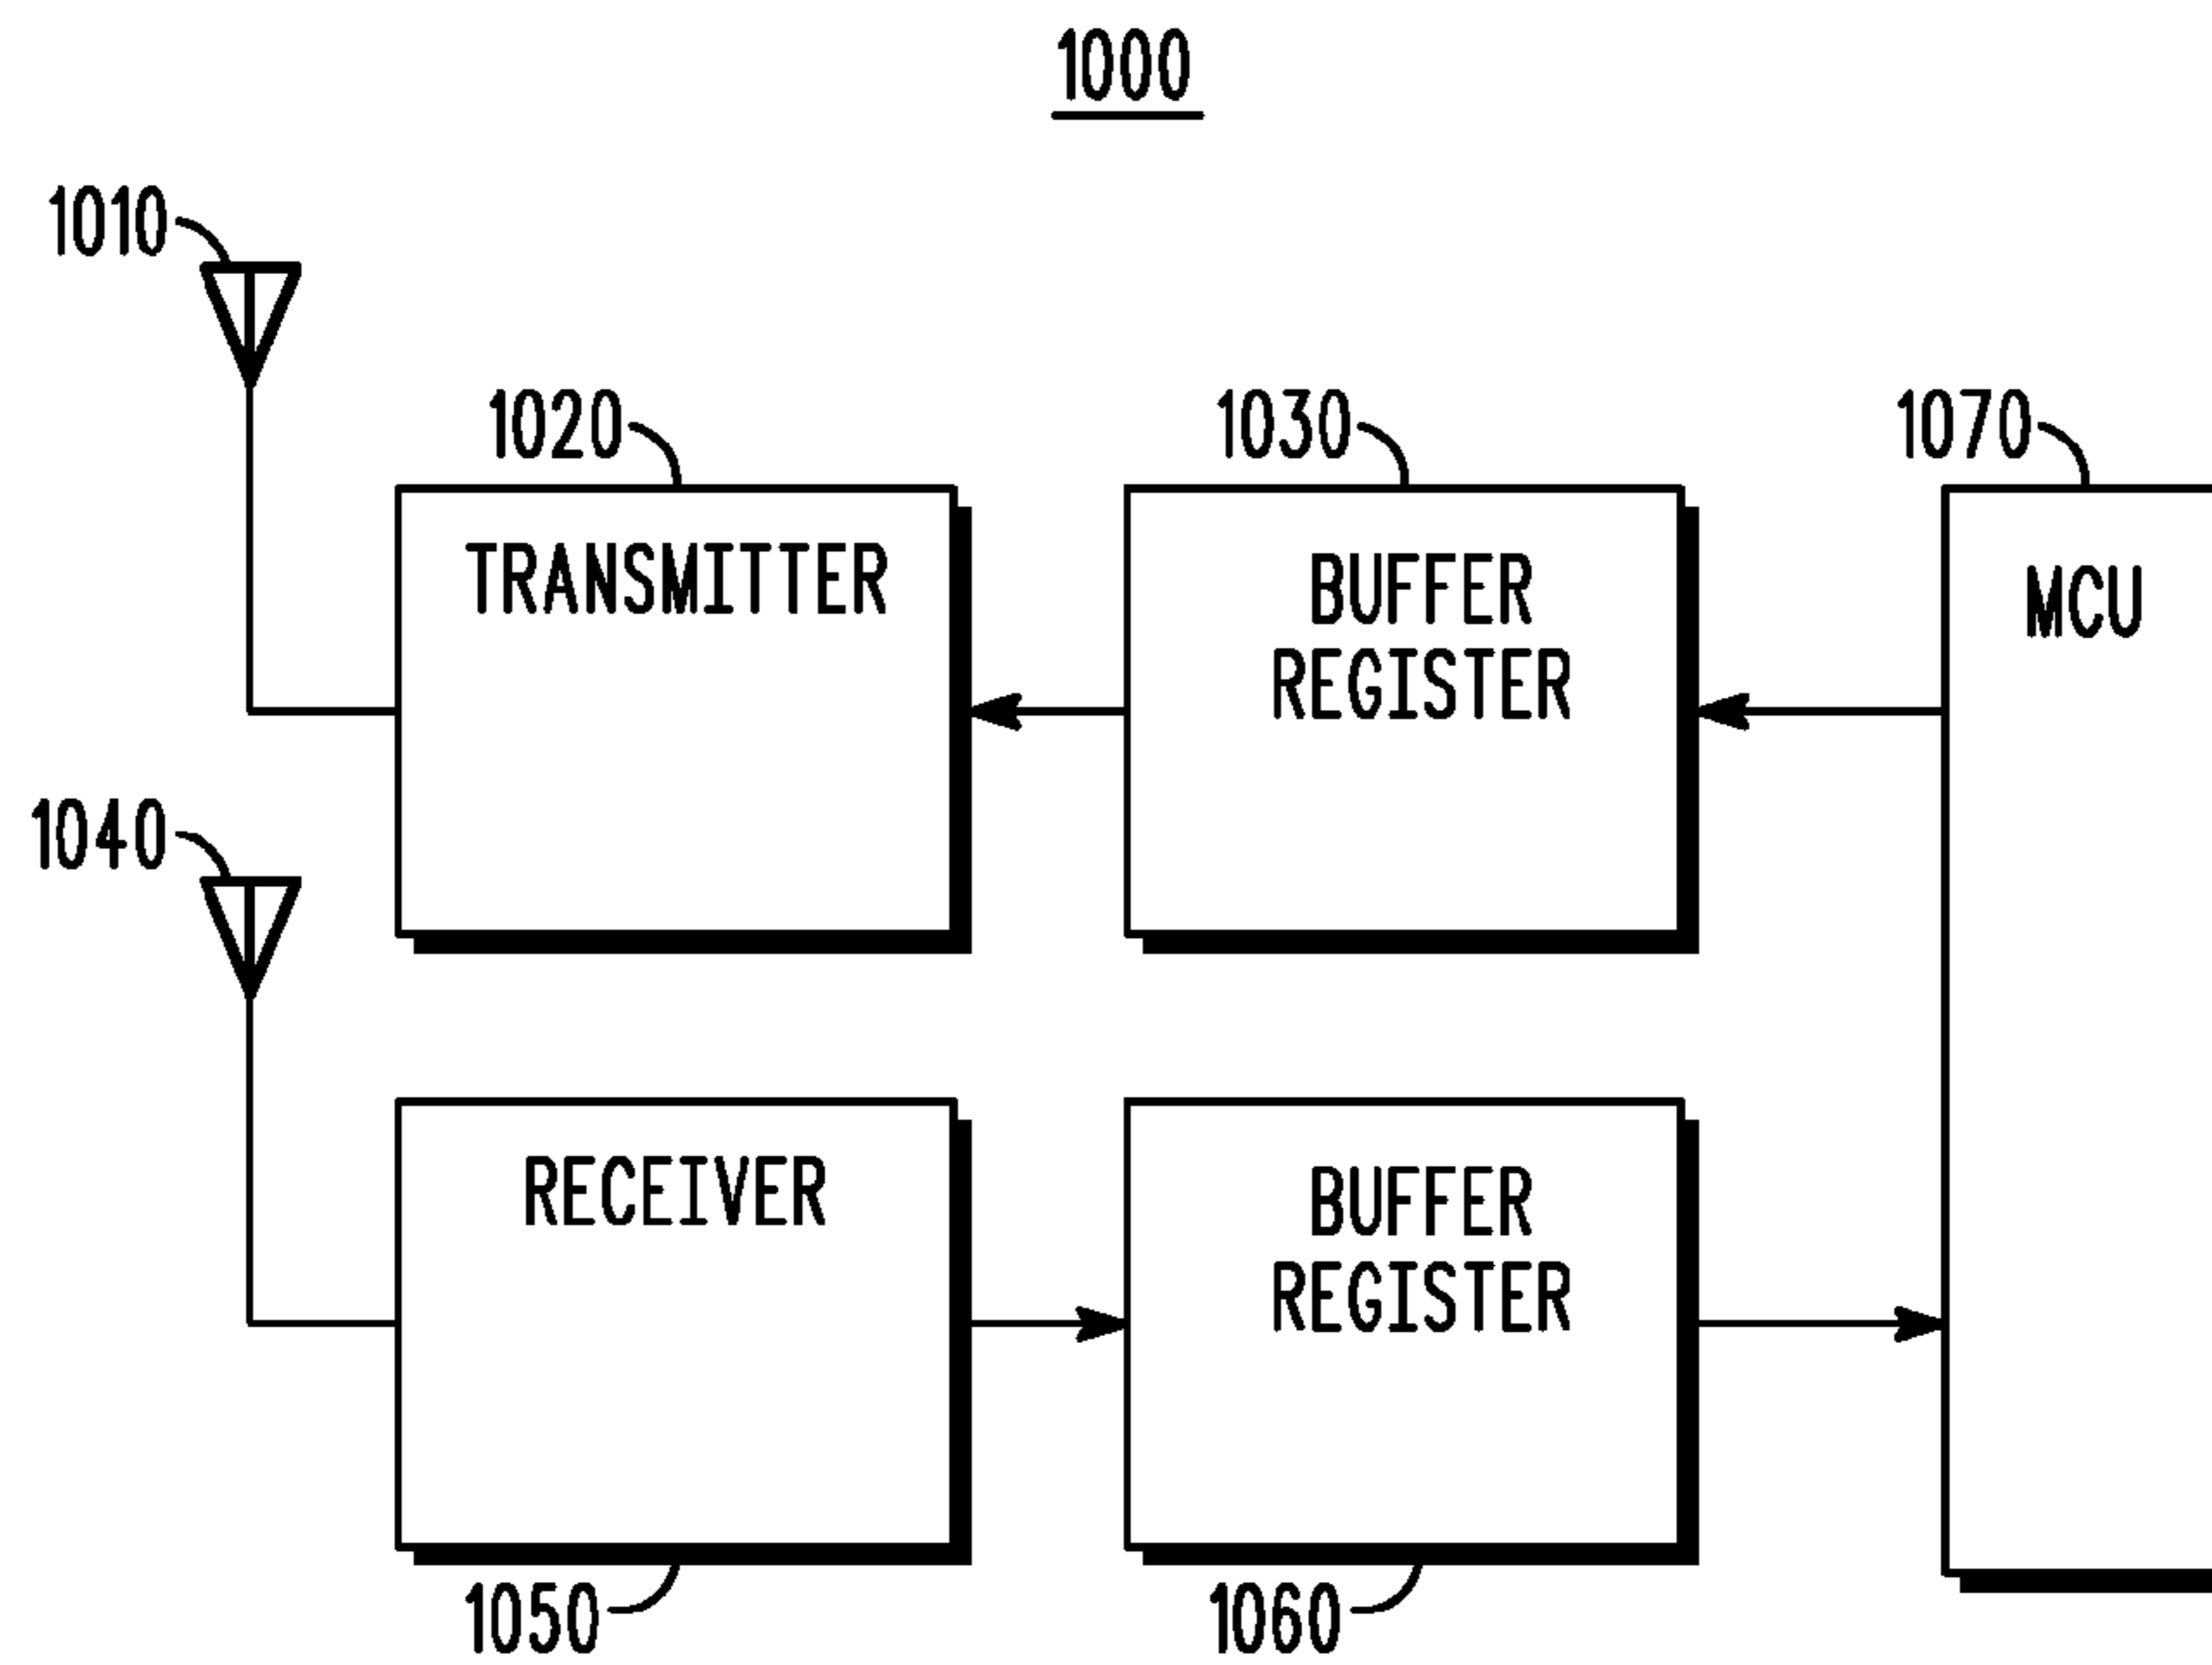 1000
1010
1020
1030
1070
TRANSMITTER
BUFFER
REGISTER
MCU
1040
RECEIVER
BUFFER
REGISTER
1050
1060